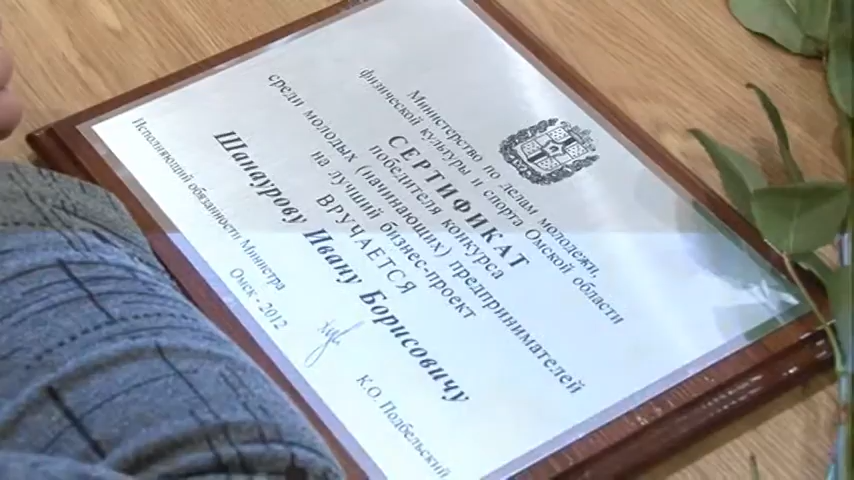 Министерство по делам молодежи,
физической культуры и спорта Омской области
СЕРТИФИКАТ
победителя конкурса
среди молодых (начинающих) предпринимателей
на лучший бизнес-проект
ВРУЧАЕТСЯ
Шанаурову Ивану Борисовичу
Исполняющий обязанности Министра
К.О.Подбельский
Омск - 2012